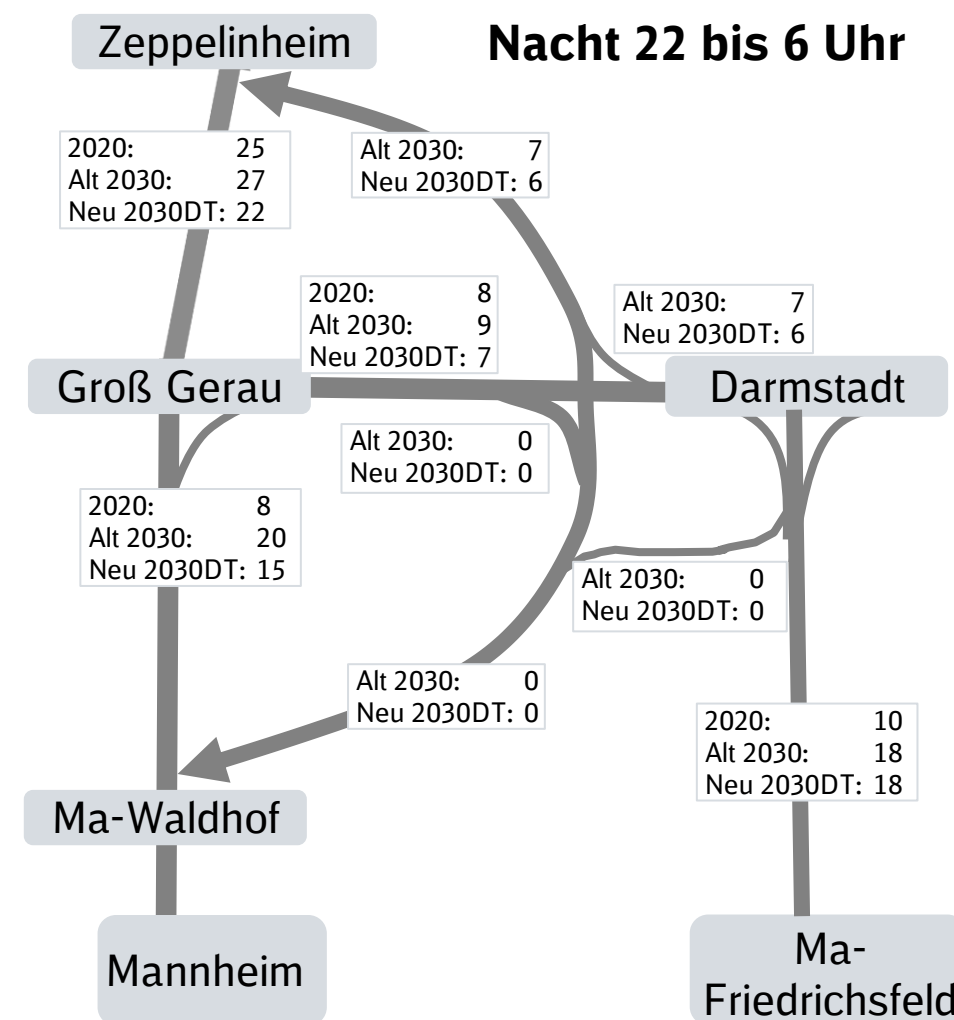 Zeppelinheim
Nacht 22 bis 6 Uhr
2020: 25
Alt 2030: 27
Neu 2030DT: 22
Alt 2030: 7
Neu 2030DT: 6
2020: 8
Alt 2030: 9
Neu 2030DT: 7
Alt 2030: 7
Neu 2030DT: 6
Groß Gerau
Darmstadt
Alt 2030: 0
Neu 2030DT: 0
2020: 8
Alt 2030: 20
Neu 2030DT: 15
Alt 2030: 0
Neu 2030DT: 0
Alt 2030: 0
Neu 2030DT: 0
2020: 10
Alt 2030: 18
Neu 2030DT: 18
Ma-Waldhof
Mannheim
Ma-
Friedrichsfeld